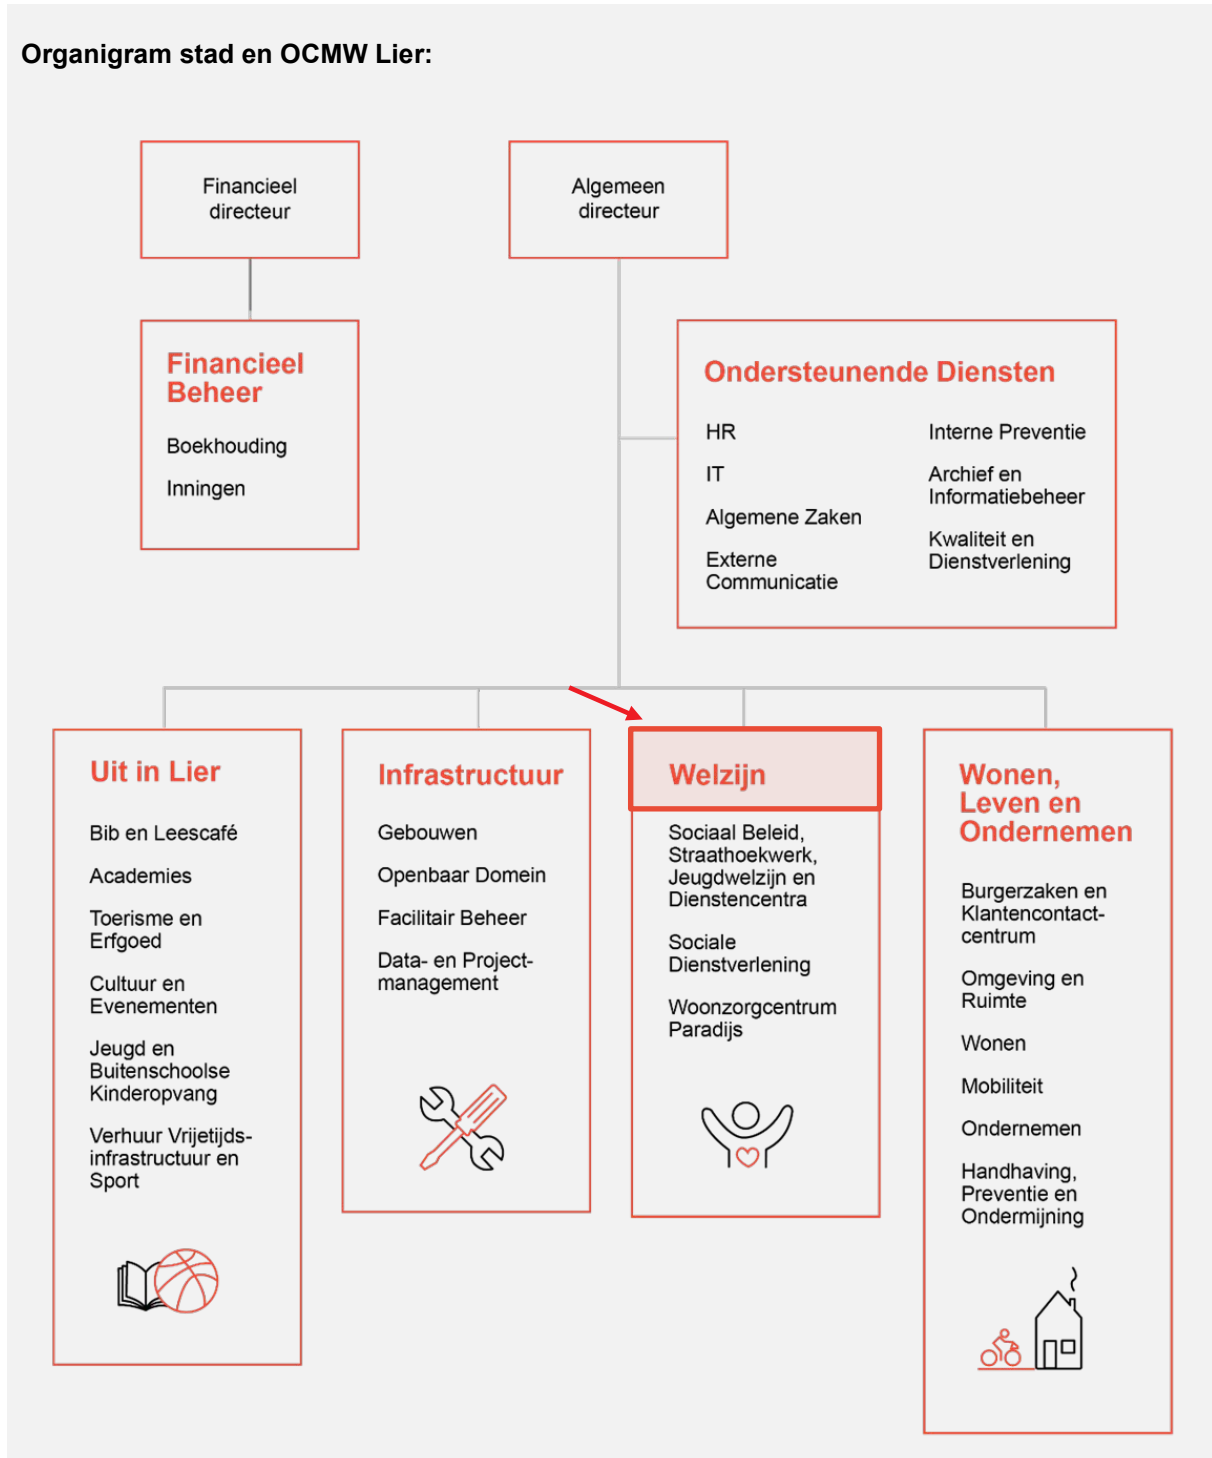 Organigram stad en OCMW Lier:
Financieel
directeur
Algemeen
directeur
Financieel
Beheer
Boekhouding
Inningen
Ondersteunende Diensten
HR
IT
Algemene Zaken
Externe
Communicatie
Interne Preventie
Archief en
Informatiebeheer
Kwaliteit en
Dienstverlening
Uit in Lier
Bib en Leescafé
Academies
Toerisme en
Erfgoed
Cultuur en
Evenementen
Jeugd en
Buitenschoolse
Kinderopvang
Verhuur Vrijetijds-
infrastructuur en
Sport
Infrastructuur
Gebouwen
Openbaar Domein
Facilitair Beheer
Data- en Project-
management
Welzijn
Sociaal Beleid,
Straathoekwerk,
Jeugdwelzijn en
Dienstencentra
Sociale
Dienstverlening
Woonzorgcentrum
Paradijs
Wonen,
Leven en
Ondernemen
Burgerzaken en
Klantencontact-
centrum
Omgeving en
Ruimte
Wonen
Mobiliteit
Ondernemen
Handhaving,
Preventie en
Ondermijning